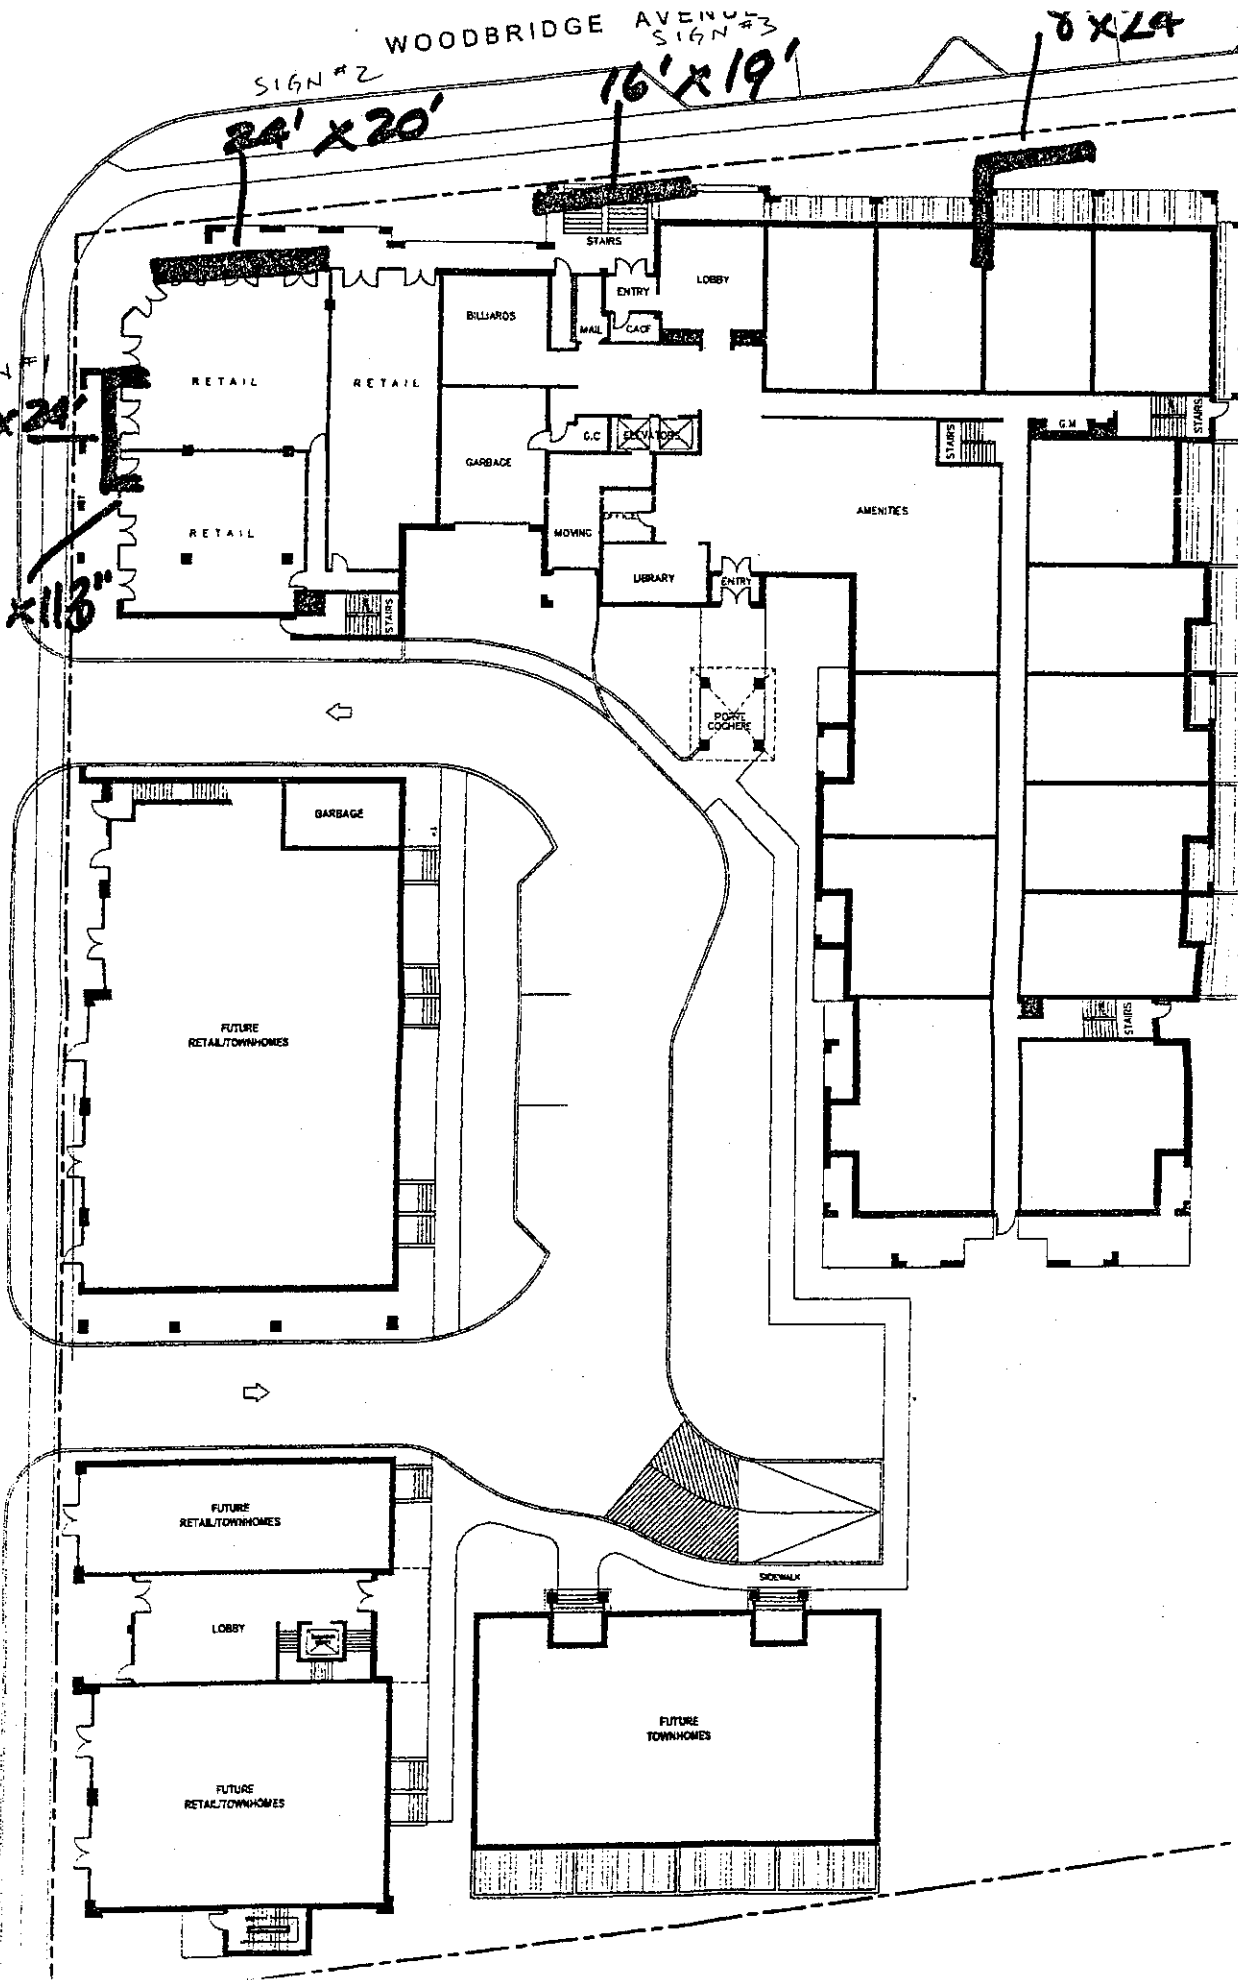 WOODBRIDGE AVENUE
SIGN #3
8 x 24
SIGN #2
16' x 19'
24' x 20'
STAIRS
LOBBY
ENTRY
BILLIARDS
MAIL
CACF
#1
RETAIL
RETAIL
x 24'
STAIRS
G.M
G.C
ELEVATORS
STAIRS
GARBAGE
AMENITIES
OFFICE
RETAIL
MOVING
LIBRARY
ENTRY
STAIRS
PORTE
COCHERE
GARBAGE
STAIRS
FUTURE
RETAIL/TOWNHOMES
FUTURE
RETAIL/TOWNHOMES
SIDEWALK
LOBBY
FUTURE
TOWNHOMES
FUTURE
RETAIL/TOWNHOMES